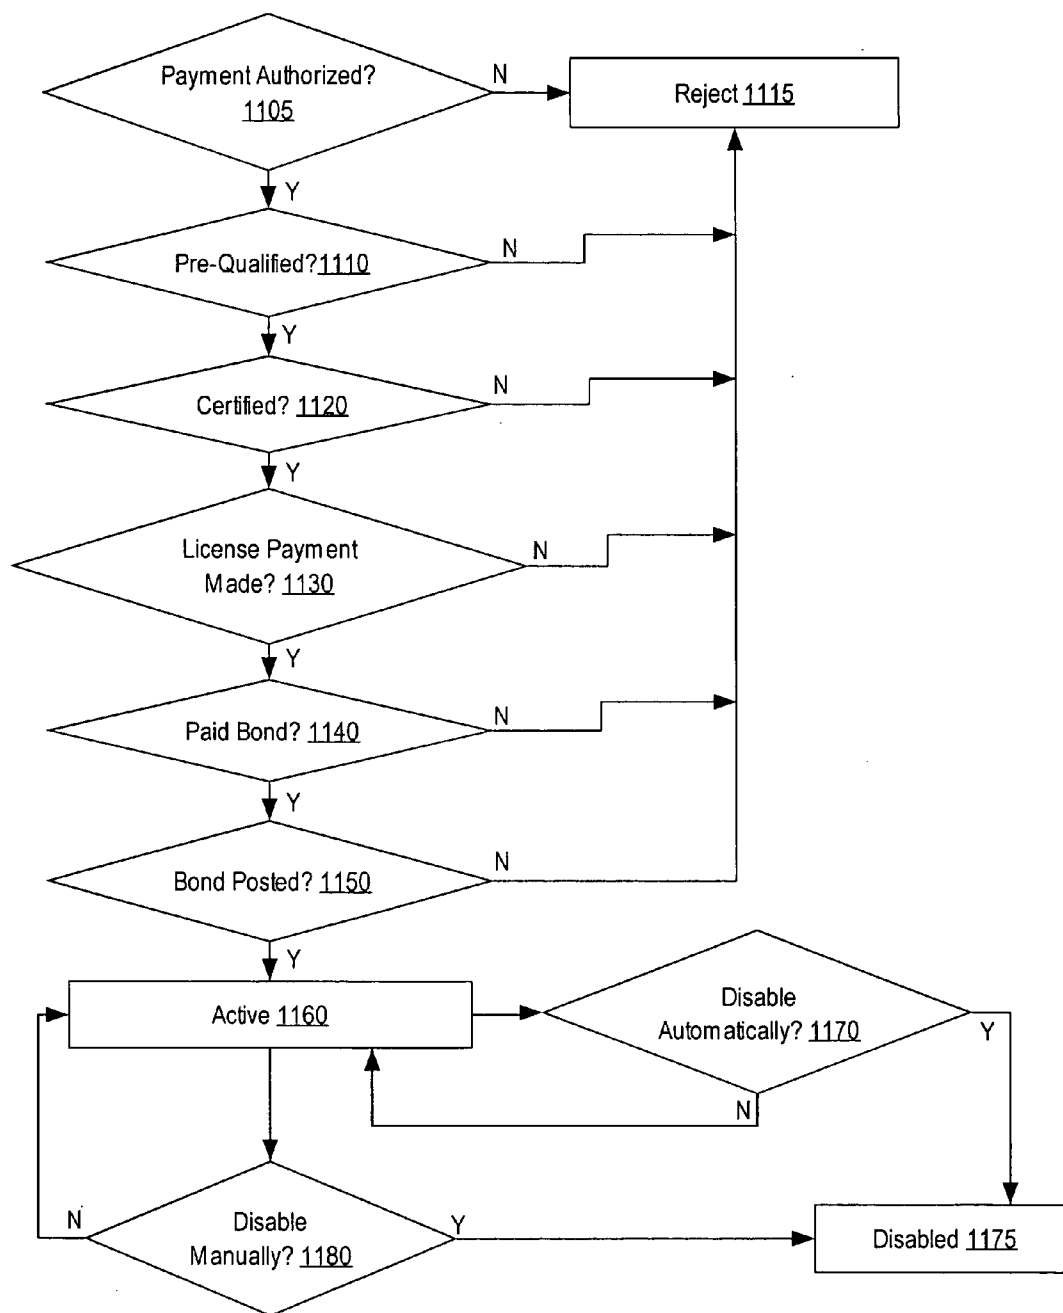 Payment Authorized?
1105
N
Reject 1115
Y
Pre-Qualified?1110
N
Y
Certified? 1120
N
Y
License Payment
Made? 1130
N
Y
Paid Bond? 1140
N
Y
Bond Posted? 1150
N
Y
Active 1160
Disable
Automatically? 1170
Y
N
N
Disable
Manually? 1180
Y
Disabled 1175